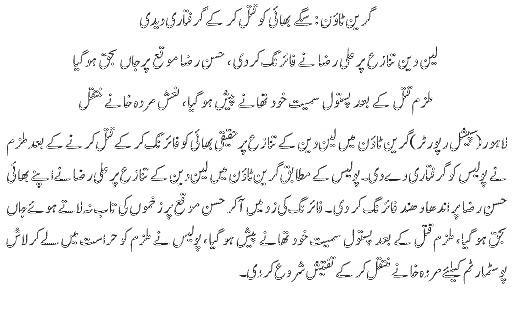 گرین ٹاؤن: سگے بھائی کو قتل کر کے گرفتاری دیدی
لین دین تنازع پر علی رضا نے فائرنگ کر دی، حسن رضا موقع پر جاں بحق ہو گیا
ملزم قتل کے بعد پستول سمیت خود تھانے پیش ہو گیا، نعش مردہ خانے منتقل
لاہور (سپیشل رپورٹر) گرین ٹاؤن میں لین دین کے تنازع پر حقیقی بھائی کو فائرنگ کر کے قتل کرنے کے بعد ملزم
نے پولیس کو گرفتاری دے دی۔ پولیس کے مطابق گرین ٹاؤن میں لین دین کے تنازع پر علی رضا نے اپنے بھائی
حسن رضا پر اندھا دھند فائرنگ کر دی۔ فائرنگ کی زد میں آ کر حسن موقع پر زخموں کی تاب نہ لاتے ہوئے جاں
بحق ہو گیا، ملزم قتل کے بعد پستول سمیت خود تھانے پیش ہو گیا، پولیس نے ملزم کو حراست میں لے کر لاش
پوسٹمارٹم کیلئے مردہ خانے منتقل کر کے تفتیش شروع کر دی۔